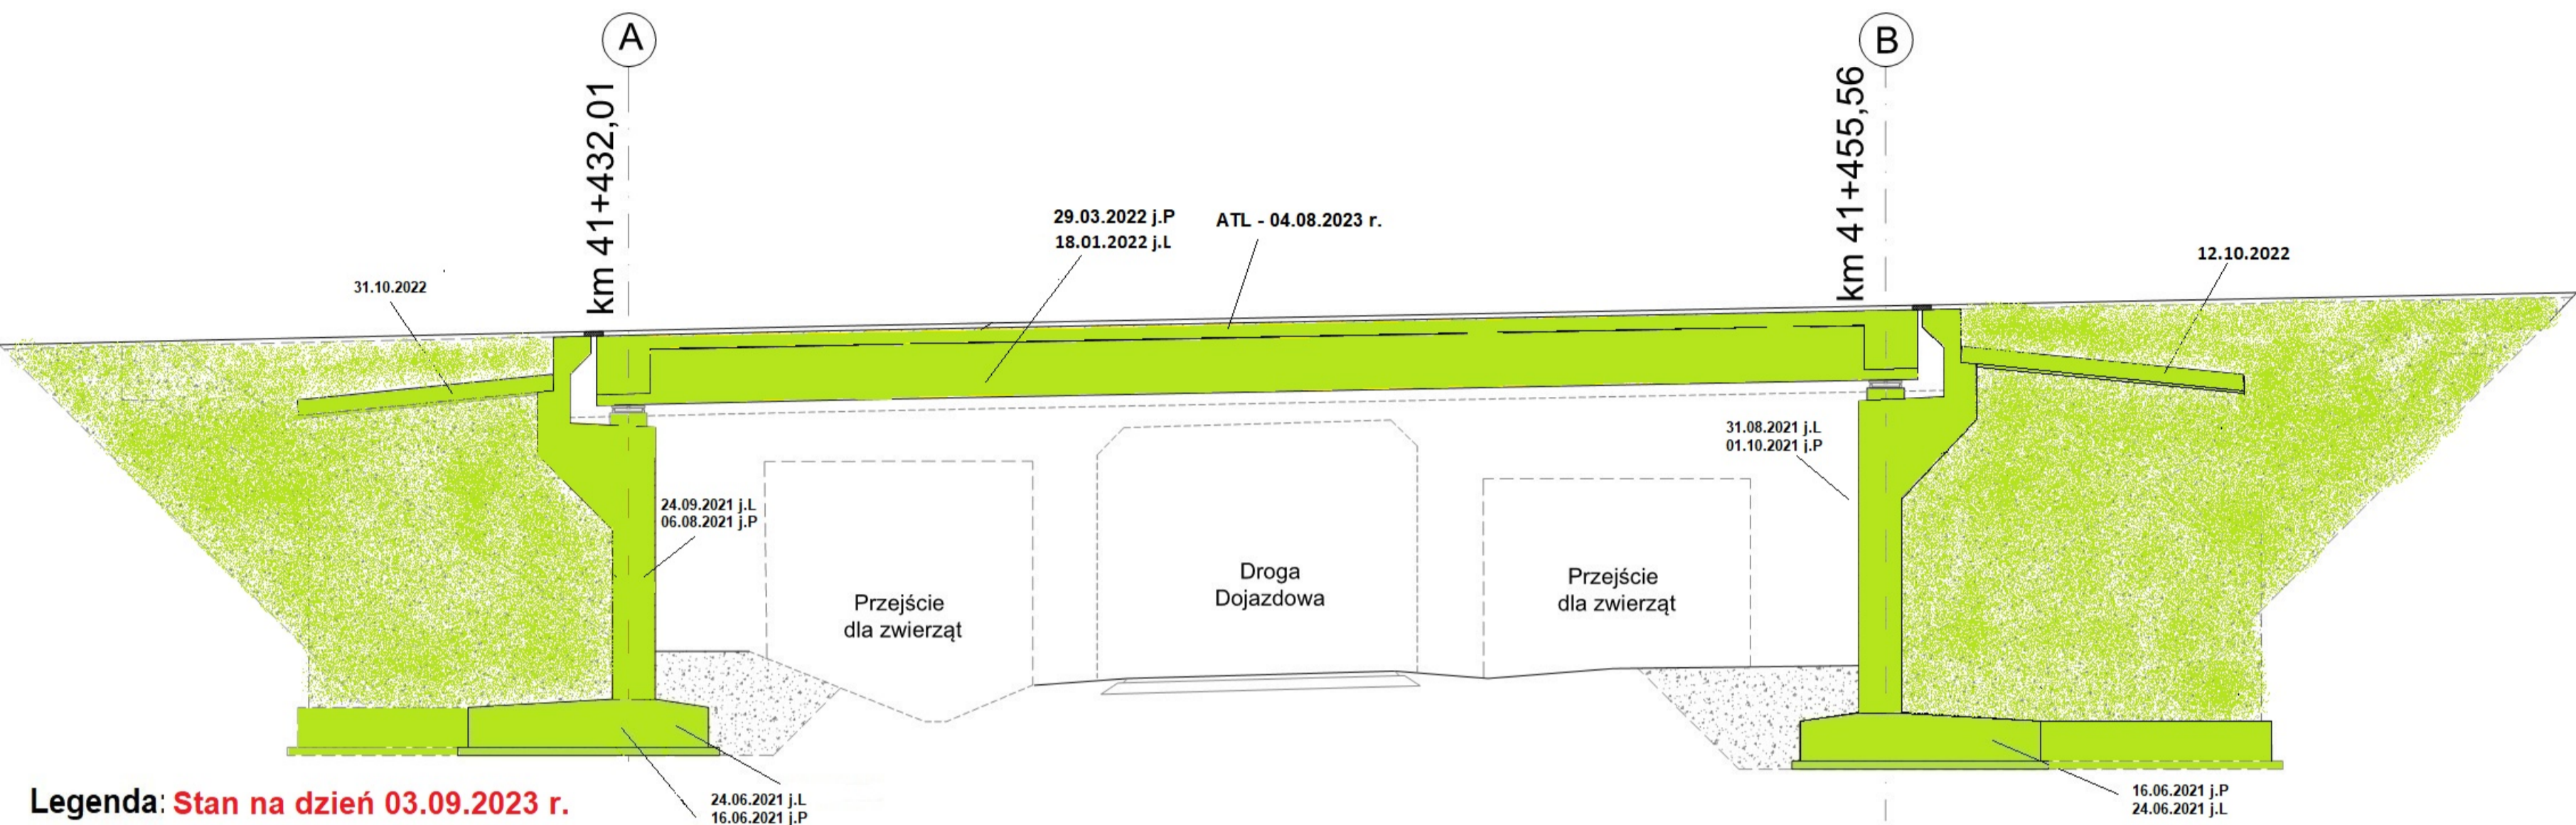 A
B
km 41+432,01
km 41+455,56
29.03.2022 j.P
18.01.2022 j.L
ATL - 04.08.2023 r.
12.10.2022
31.10.2022
31.08.2021 j.L
01.10.2021 j.P
24.09.2021 j.L
06.08.2021 j.P
Przejście
dla zwierząt
Droga
Dojazdowa
Przejście
dla zwierząt
16.06.2021 j.P
24.06.2021 j.L
24.06.2021 j.L
16.06.2021 j.P
Legenda: Stan na dzień 03.09.2023 r.